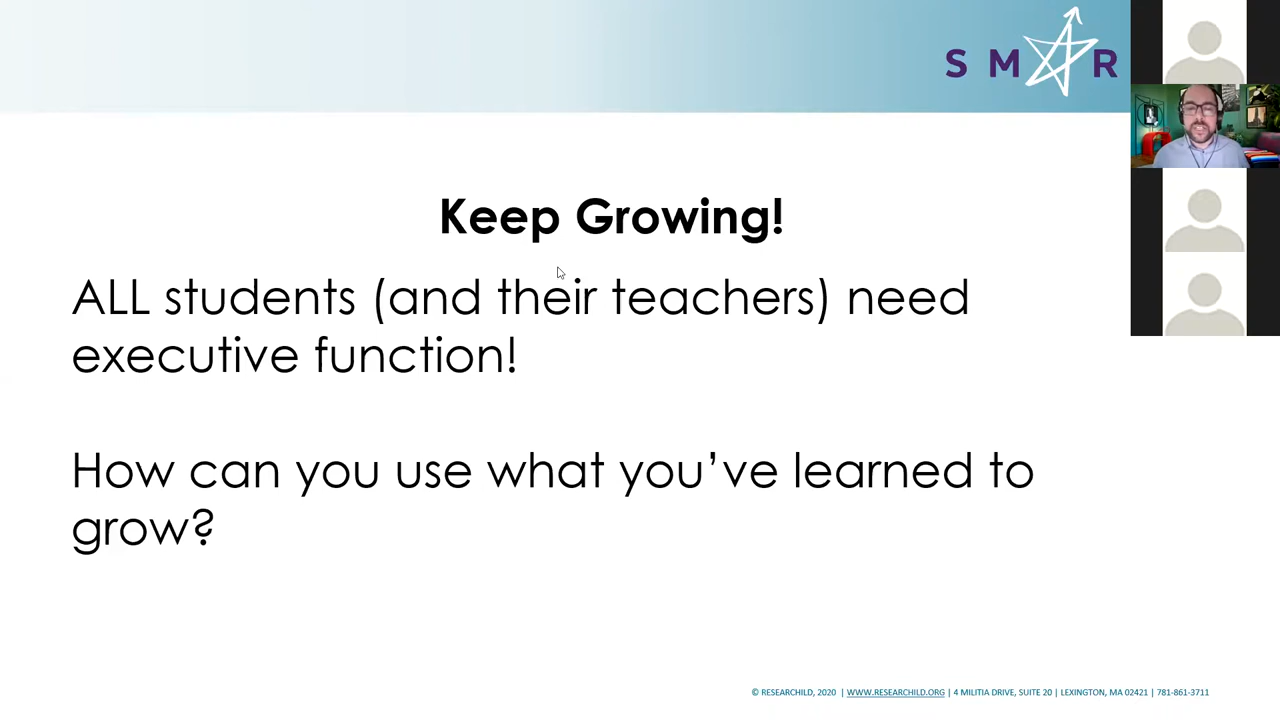 S M R
Keep Growing!
ALL students (and their teachers) need
executive function!
How can you use what you’ve learned to
grow?
© RESEARCHILD, 2020 | WWW.RESEARCHILD.ORG | 4 MILITIA DRIVE, SUITE 20 | LEXINGTON, MA 02421 | 781-861-3711